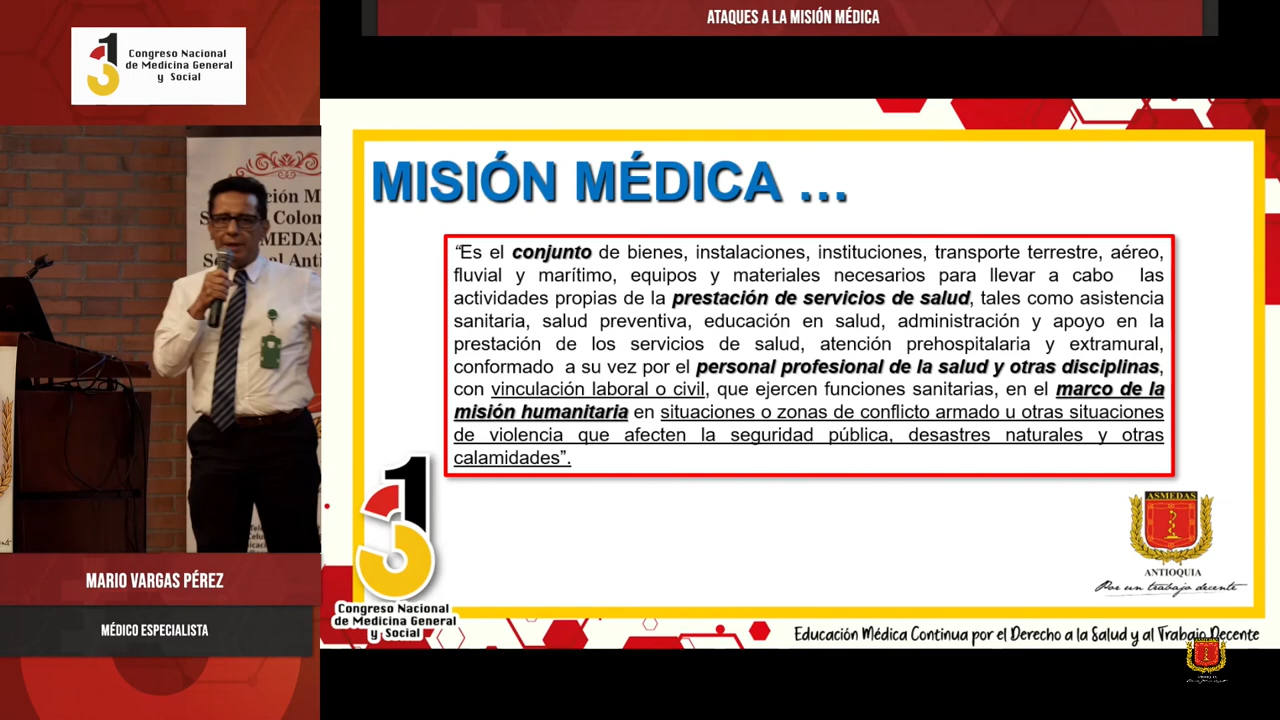 ATAQUES A LA MISIÓN MÉDICA
31
Congreso Nacional
de Medicina General
y Social
MARIO VARGAS PÉREZ
MÉDICO ESPECIALISTA
MISIÓN MÉDICA ...
“Es el conjunto de bienes, instalaciones, instituciones, transporte terrestre, aéreo,
fluvial y marítimo, equipos y materiales necesarios para llevar a cabo las
actividades propias de la prestación de servicios de salud, tales como asistencia
sanitaria, salud preventiva, educación en salud, administración y apoyo en la
prestación de los servicios de salud, atención prehospitalaria y extramural,
conformado a su vez por el personal profesional de la salud y otras disciplinas,
con vinculación laboral o civil, que ejercen funciones sanitarias, en el marco de la
misión humanitaria en situaciones o zonas de conflicto armado u otras situaciones
de violencia que afecten la seguridad pública, desastres naturales y otras
calamidades”.
31
Congreso Nacional
de Medicina General
y Social
ASMEDAS
ANTIOQUIA
Por un trabajo decente
Educación Médica Continua por el Derecho a la Salud y al Trabajo Decente
ASMEDAS